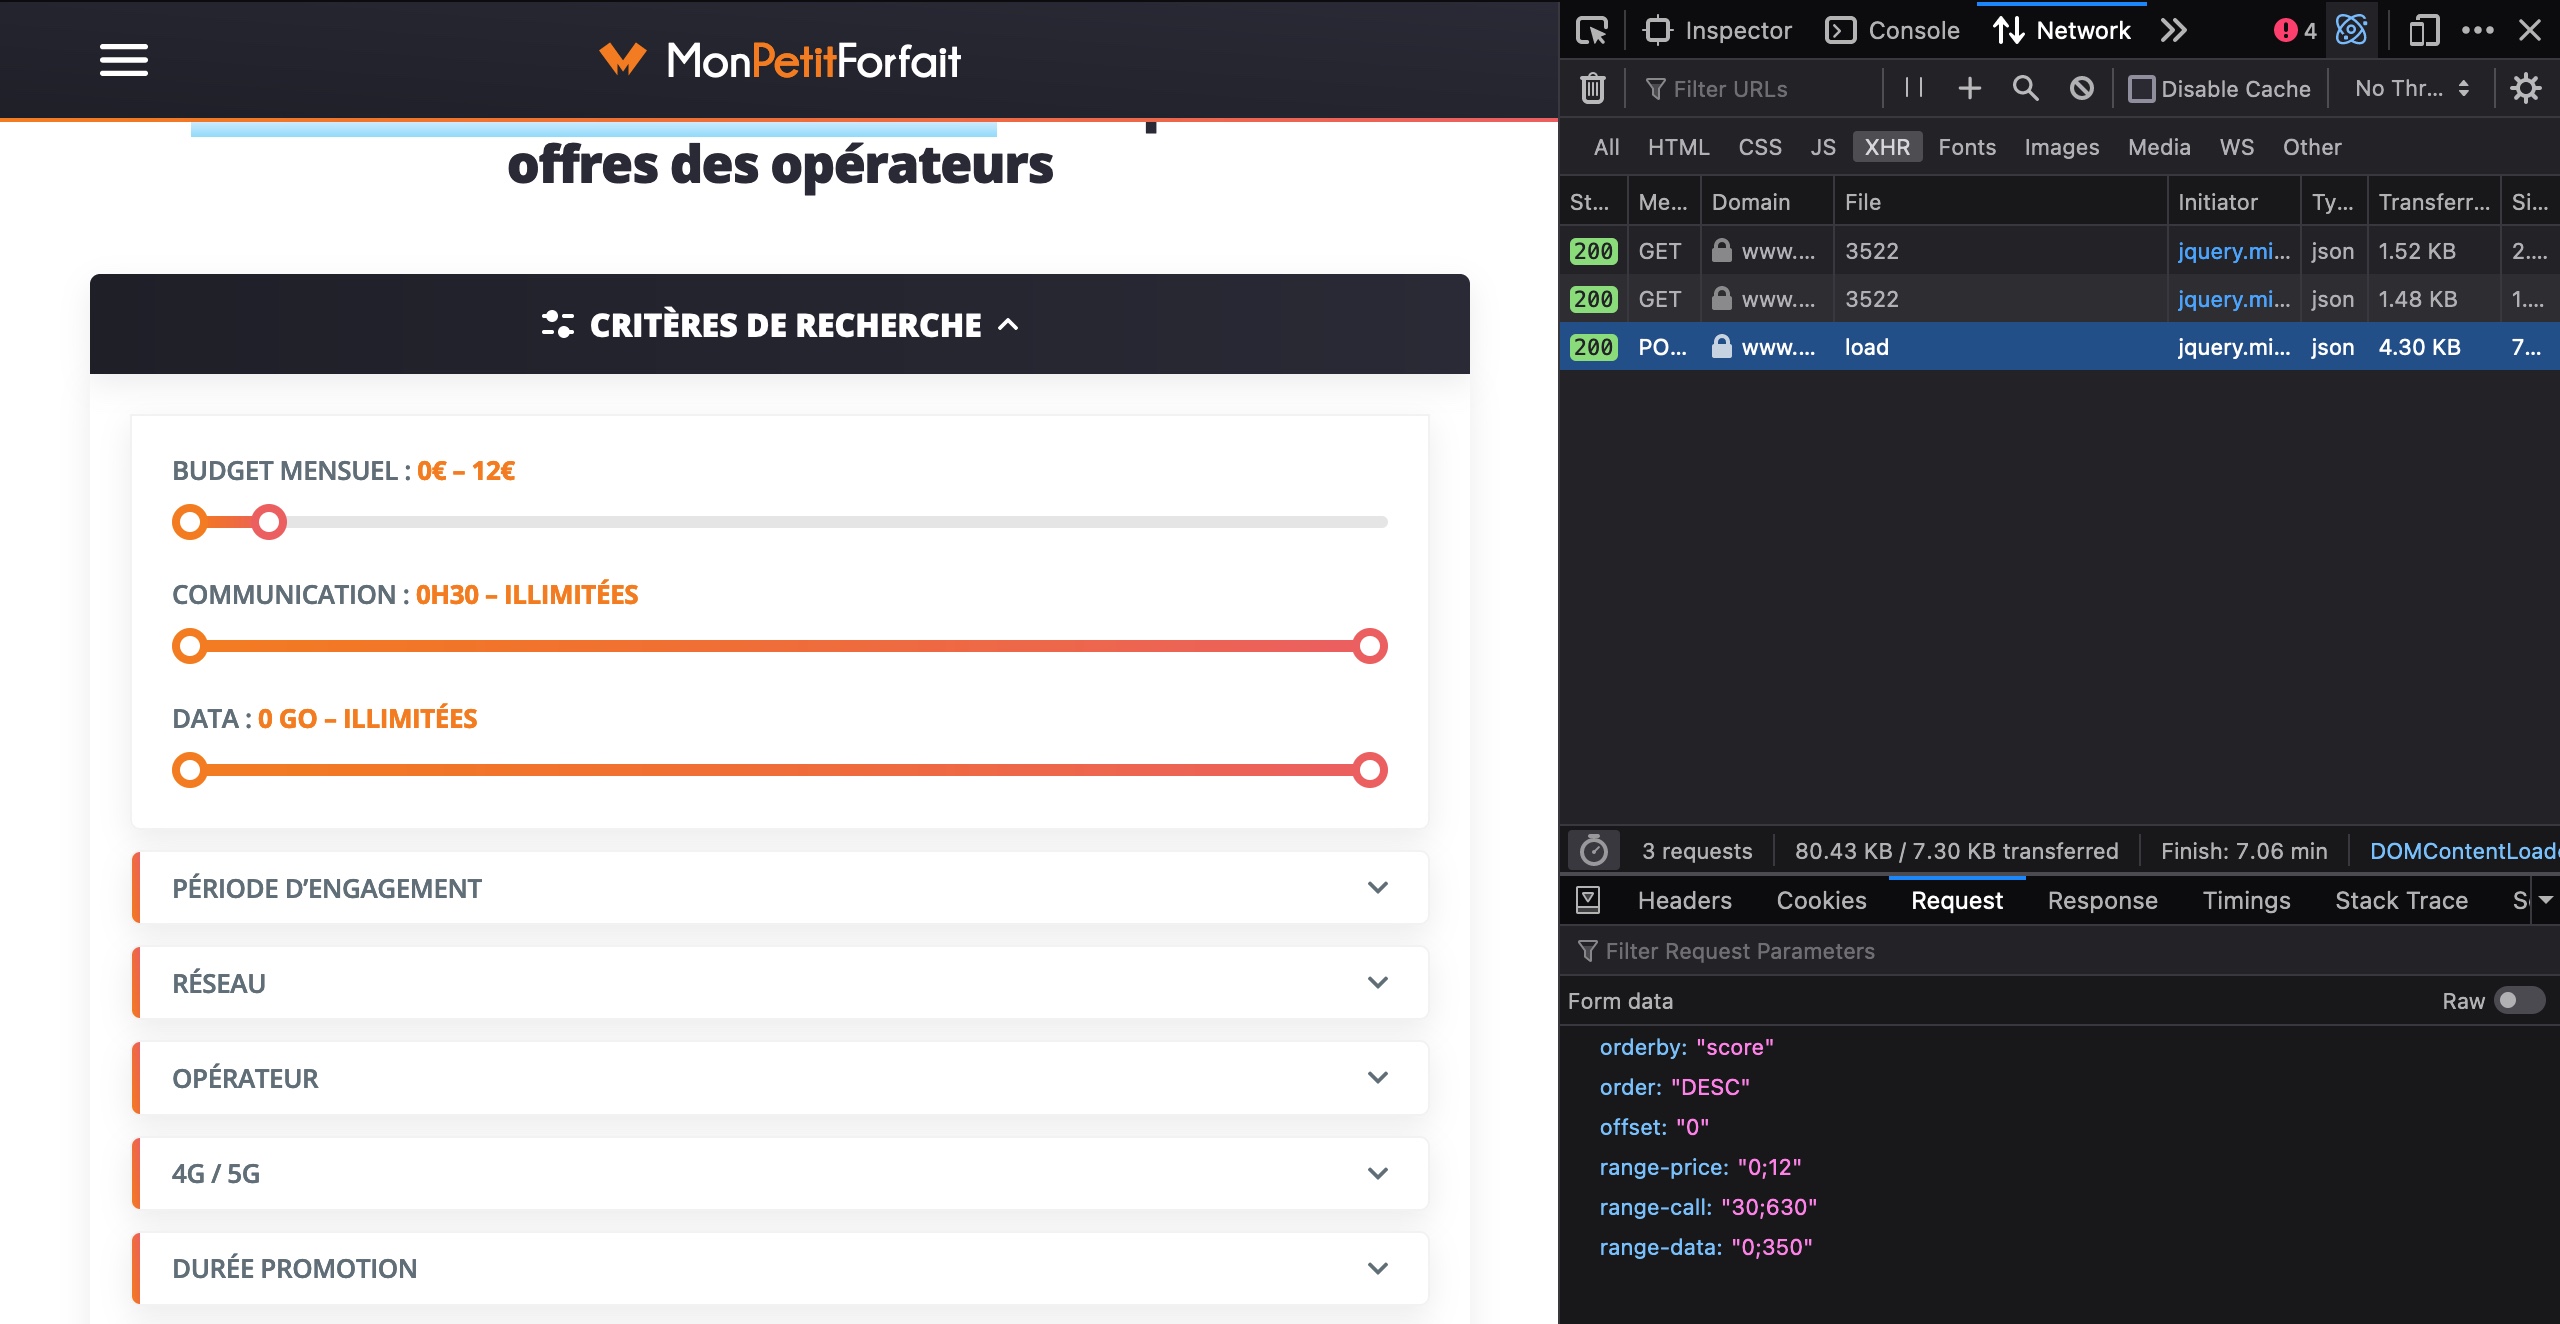 MonPetitForfait
offres des opérateurs
CRITÈRES DE RECHERCHE
BUDGET MENSUEL : 0€ – 12€
COMMUNICATION : 0H30 – ILLIMITÉES
DATA : 0 GO – ILLIMITÉES
PÉRIODE D’ENGAGEMENT
RÉSEAU
OPÉRATEUR
4G / 5G
DURÉE PROMOTION
Inspector Console Network 4
Filter URLs Disable Cache No Thr...
All HTML CSS JS XHR Fonts Images Media WS Other
St... Me... Domain File Initiator Ty... Transferr... Si...
200 GET www.... 3522 jquery.mi... json 1.52 KB 2....
200 GET www.... 3522 jquery.mi... json 1.48 KB 1....
200 PO... www.... load jquery.mi... json 4.30 KB 7...
3 requests 80.43 KB / 7.30 KB transferred Finish: 7.06 min DOMContentLoad
Headers Cookies Request Response Timings Stack Trace
Filter Request Parameters
Form data Raw
orderby: "score"
order: "DESC"
offset: "0"
range-price: "0;12"
range-call: "30;630"
range-data: "0;350"